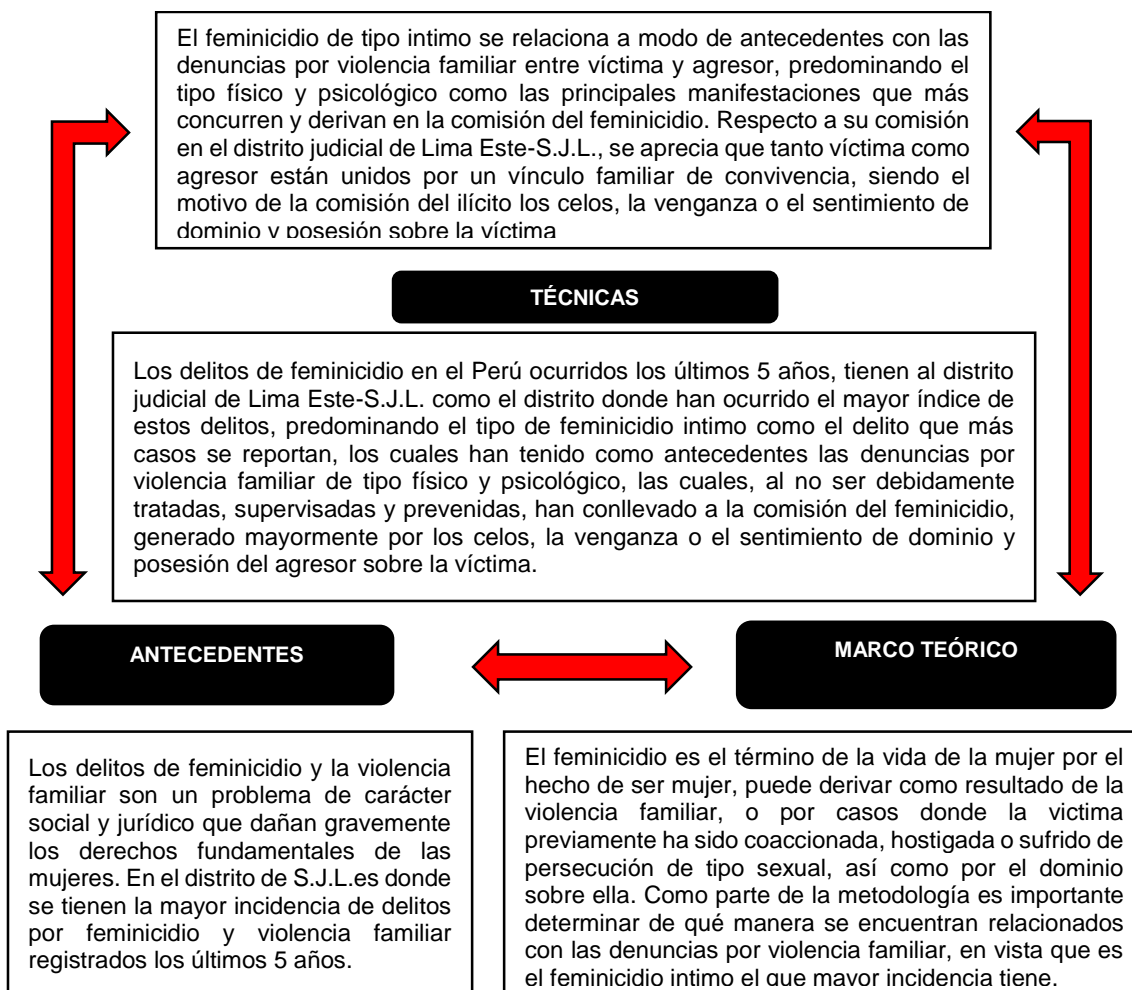 El feminicidio de tipo intimo se relaciona a modo de antecedentes con las
denuncias por violencia familiar entre víctima y agresor, predominando el
tipo físico y psicológico como las principales manifestaciones que más
concurren y derivan en la comisión del feminicidio. Respecto a su comisión
en el distrito judicial de Lima Este-S.J.L., se aprecia que tanto víctima como
agresor están unidos por un vínculo familiar de convivencia, siendo el
motivo de la comisión del ilícito los celos, la venganza o el sentimiento de
dominio y posesión sobre la víctima
TÉCNICAS
Los delitos de feminicidio en el Perú ocurridos los últimos 5 años, tienen al distrito
judicial de Lima Este-S.J.L. como el distrito donde han ocurrido el mayor índice de
estos delitos, predominando el tipo de feminicidio intimo como el delito que más
casos se reportan, los cuales han tenido como antecedentes las denuncias por
violencia familiar de tipo físico y psicológico, las cuales, al no ser debidamente
tratadas, supervisadas y prevenidas, han conllevado a la comisión del feminicidio,
generado mayormente por los celos, la venganza o el sentimiento de dominio y
posesión del agresor sobre la víctima.
ANTECEDENTES
MARCO TEÓRICO
Los delitos de feminicidio y la violencia
familiar son un problema de carácter
social y jurídico que dañan gravemente
los derechos fundamentales de las
mujeres. En el distrito de S.J.L.es donde
se tienen la mayor incidencia de delitos
por feminicidio y violencia familiar
registrados los últimos 5 años.
El feminicidio es el término de la vida de la mujer por el
hecho de ser mujer, puede derivar como resultado de la
violencia familiar, o por casos donde la victima
previamente ha sido coaccionada, hostigada o sufrido de
persecución de tipo sexual, así como por el dominio
sobre ella. Como parte de la metodología es importante
determinar de qué manera se encuentran relacionados
con las denuncias por violencia familiar, en vista que es
el feminicidio intimo el que mayor incidencia tiene.